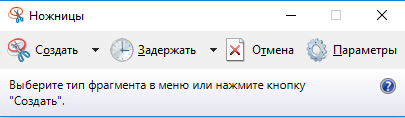 Ножницы
Создать Задержать Отмена Параметры
Выберите тип фрагмента в меню или нажмите кнопку
"Создать".